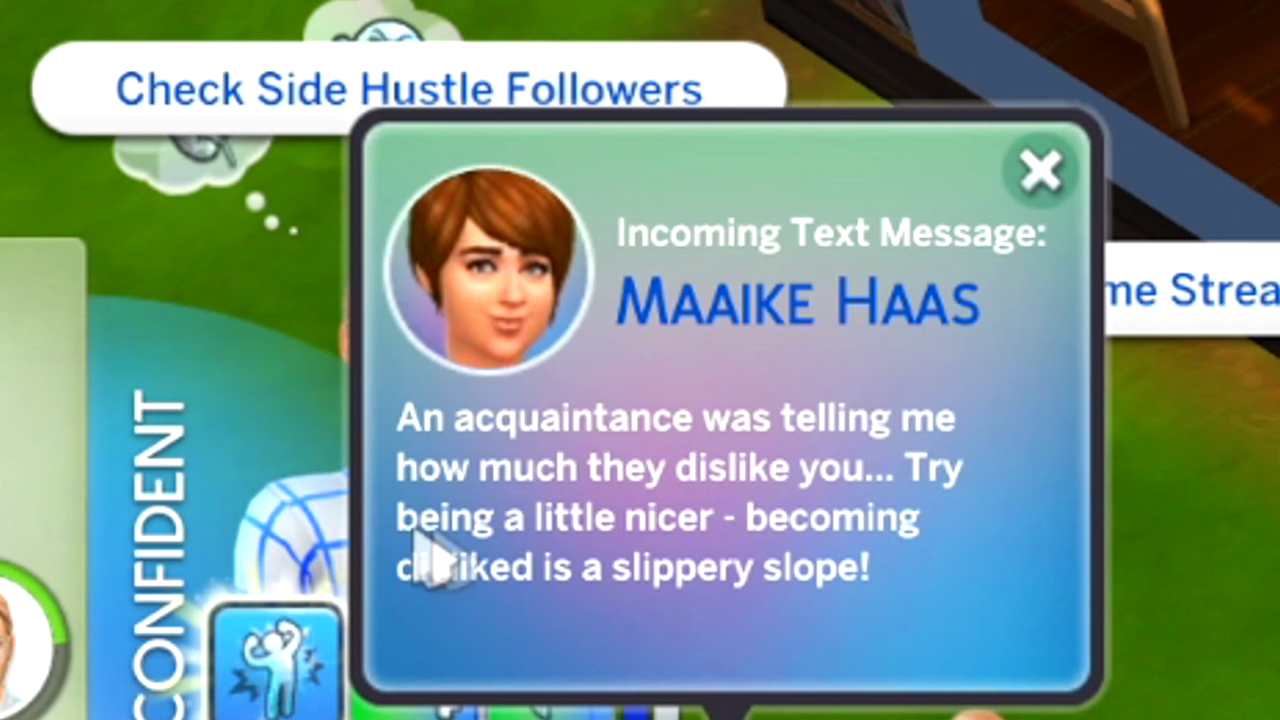 Check Side Hustle Followers
Incoming Text Message:
MAAIKE HAAS
me Strea
An acquaintance was telling me
how much they dislike you... Try
being a little nicer - becoming
disliked is a slippery slope!
CONFIDENT